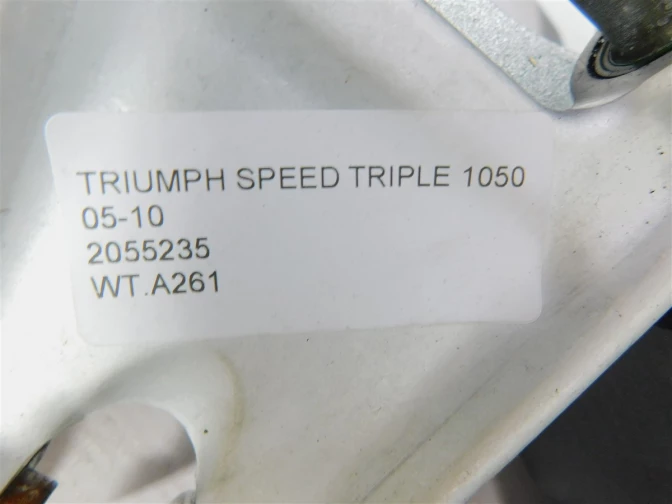 TRIUMPH SPEED TRIPLE 1050
05-10
2055235
WT.A261